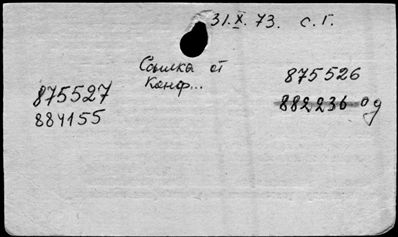 31.X.73. с.г.
Ссылка от
Конф...
875526
875527
882236 од
884155